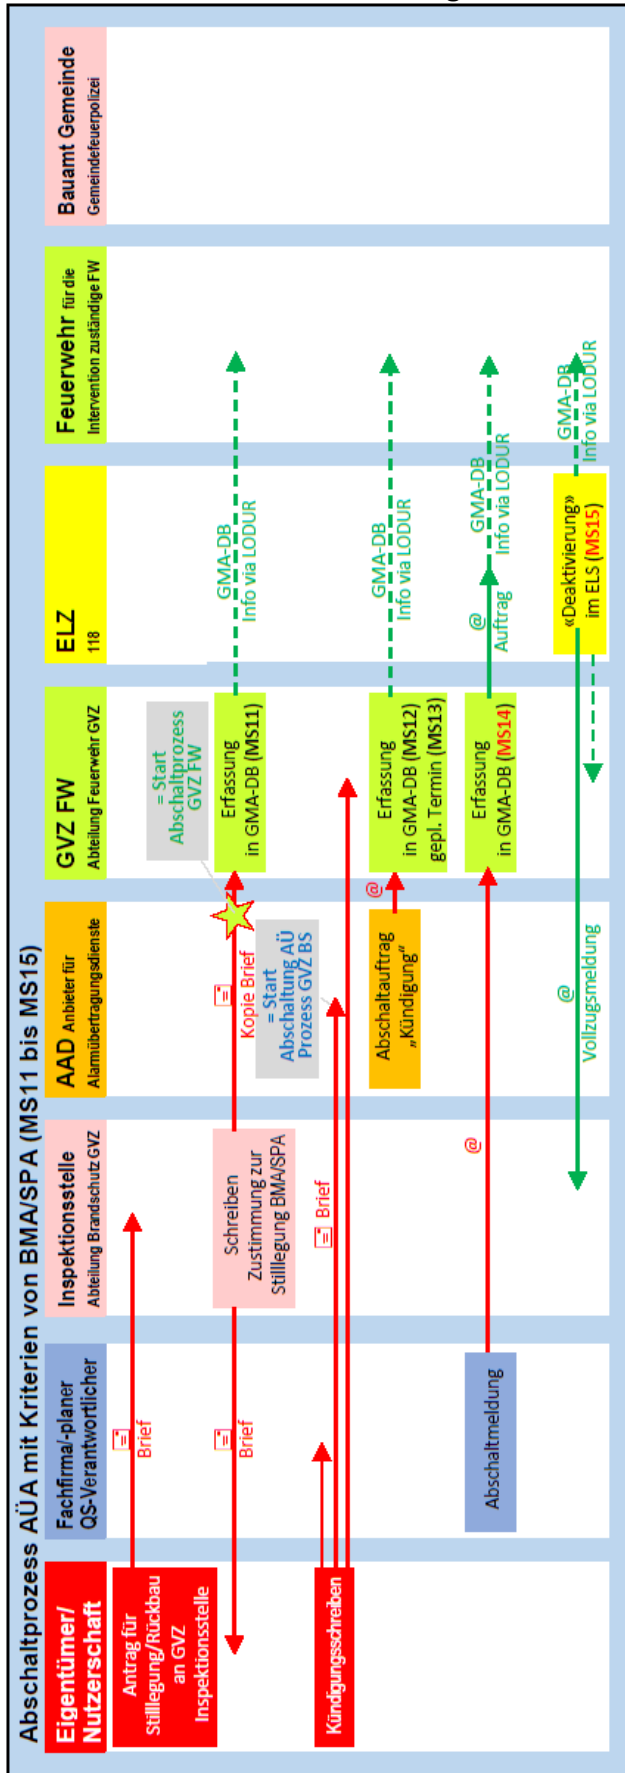 Abschaltprozess AÜA mit Kriterien von BMA/SPA (MS11 bis MS15)
Eigentümer/
Nutzerschaft
Fachfirma/-planer
QS-Verantwortlicher
Inspektionsstelle
Abteilung Brandschutz GVZ
AAD Anbieter für
Alarmübertragungsdienste
GVZ FW
Abteilung Feuerwehr GVZ
ELZ
118
Feuerwehr für die
Intervention zuständige FW
Bauamt Gemeinde
Gemeindefeuerpolizei
Antrag für
Stilllegung/Rückbau
an GVZ
Inspektionsstelle
Brief
= Start
Abschaltprozess
GVZ FW
Brief
Schreiben
Zustimmung zur
Stilllegung BMA/SPA
Kopie Brief
Erfassung
in GMA-DB (MS11)
GMA-DB
Info via LODUR
= Start
Abschaltung AÜ
Prozess GVZ BS
Kündigungsschreiben
Brief
Abschaltauftrag
„Kündigung“
@
Erfassung
in GMA-DB (MS12)
gepl. Termin (MS13)
GMA-DB
Info via LODUR
Abschaltmeldung
@
Erfassung
in GMA-DB (MS14)
@
Auftrag
GMA-DB
Info via LODUR
«Deaktivierung»
im ELS (MS15)
GMA-DB
Info via LODUR
@
Vollzugsmeldung